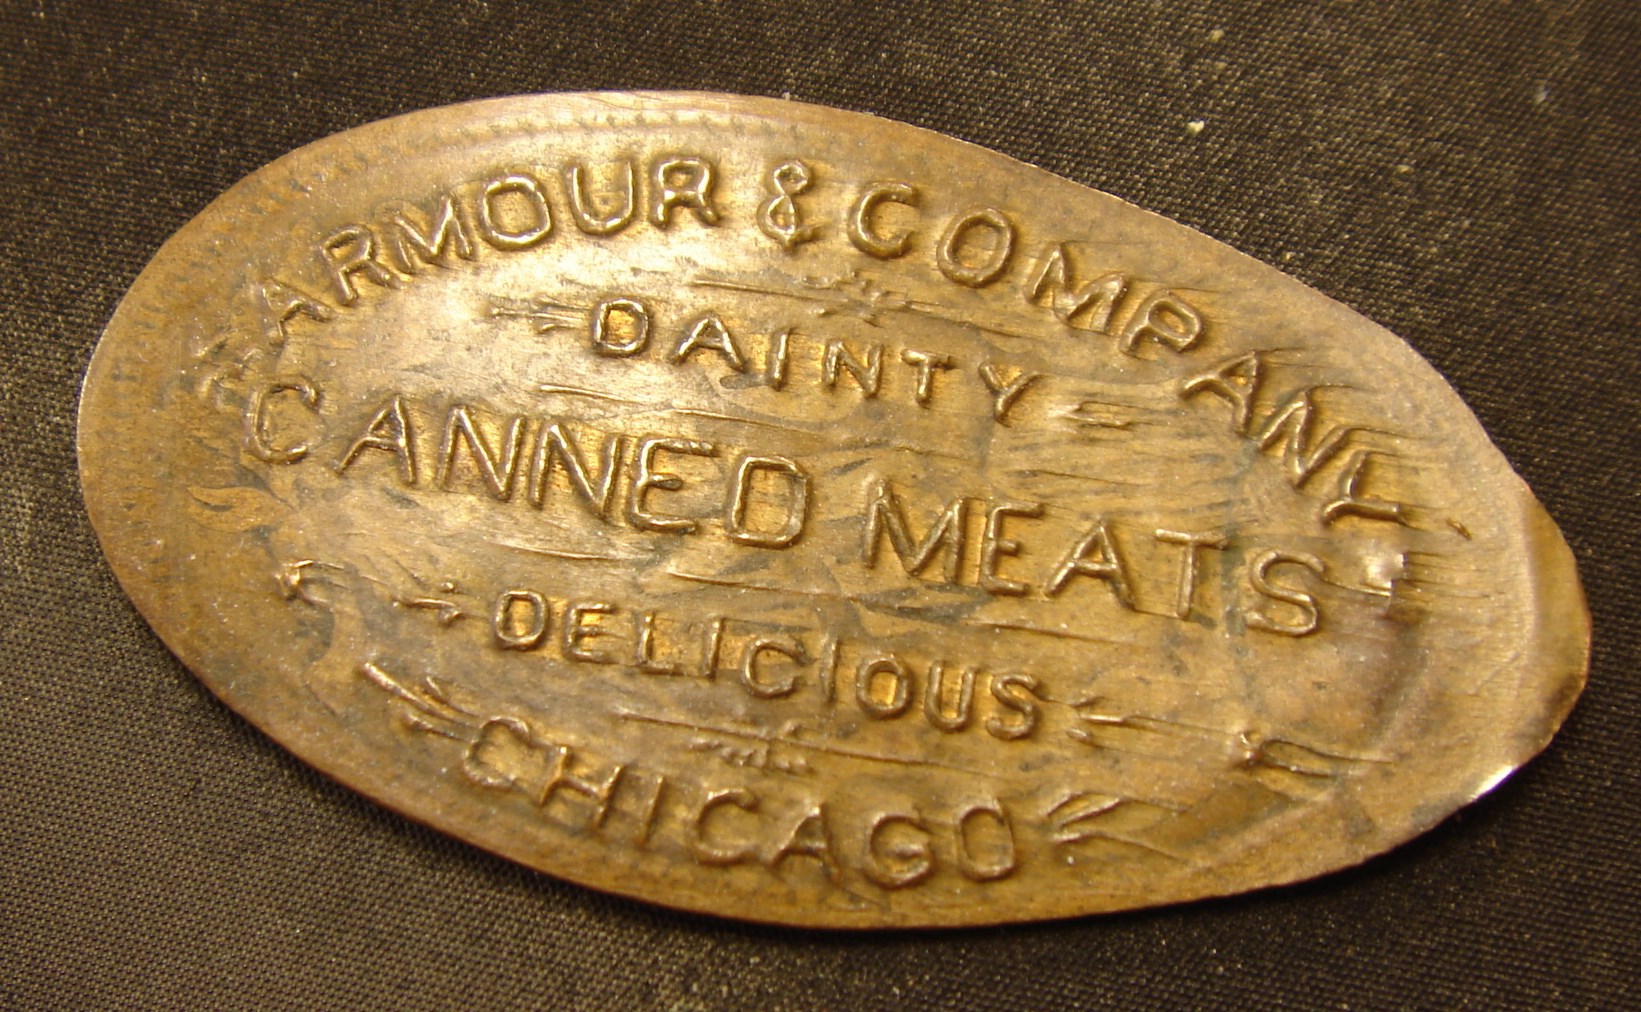 ARMOUR & COMPANY
DAINTY
CANNED MEATS
DELICIOUS
CHICAGO